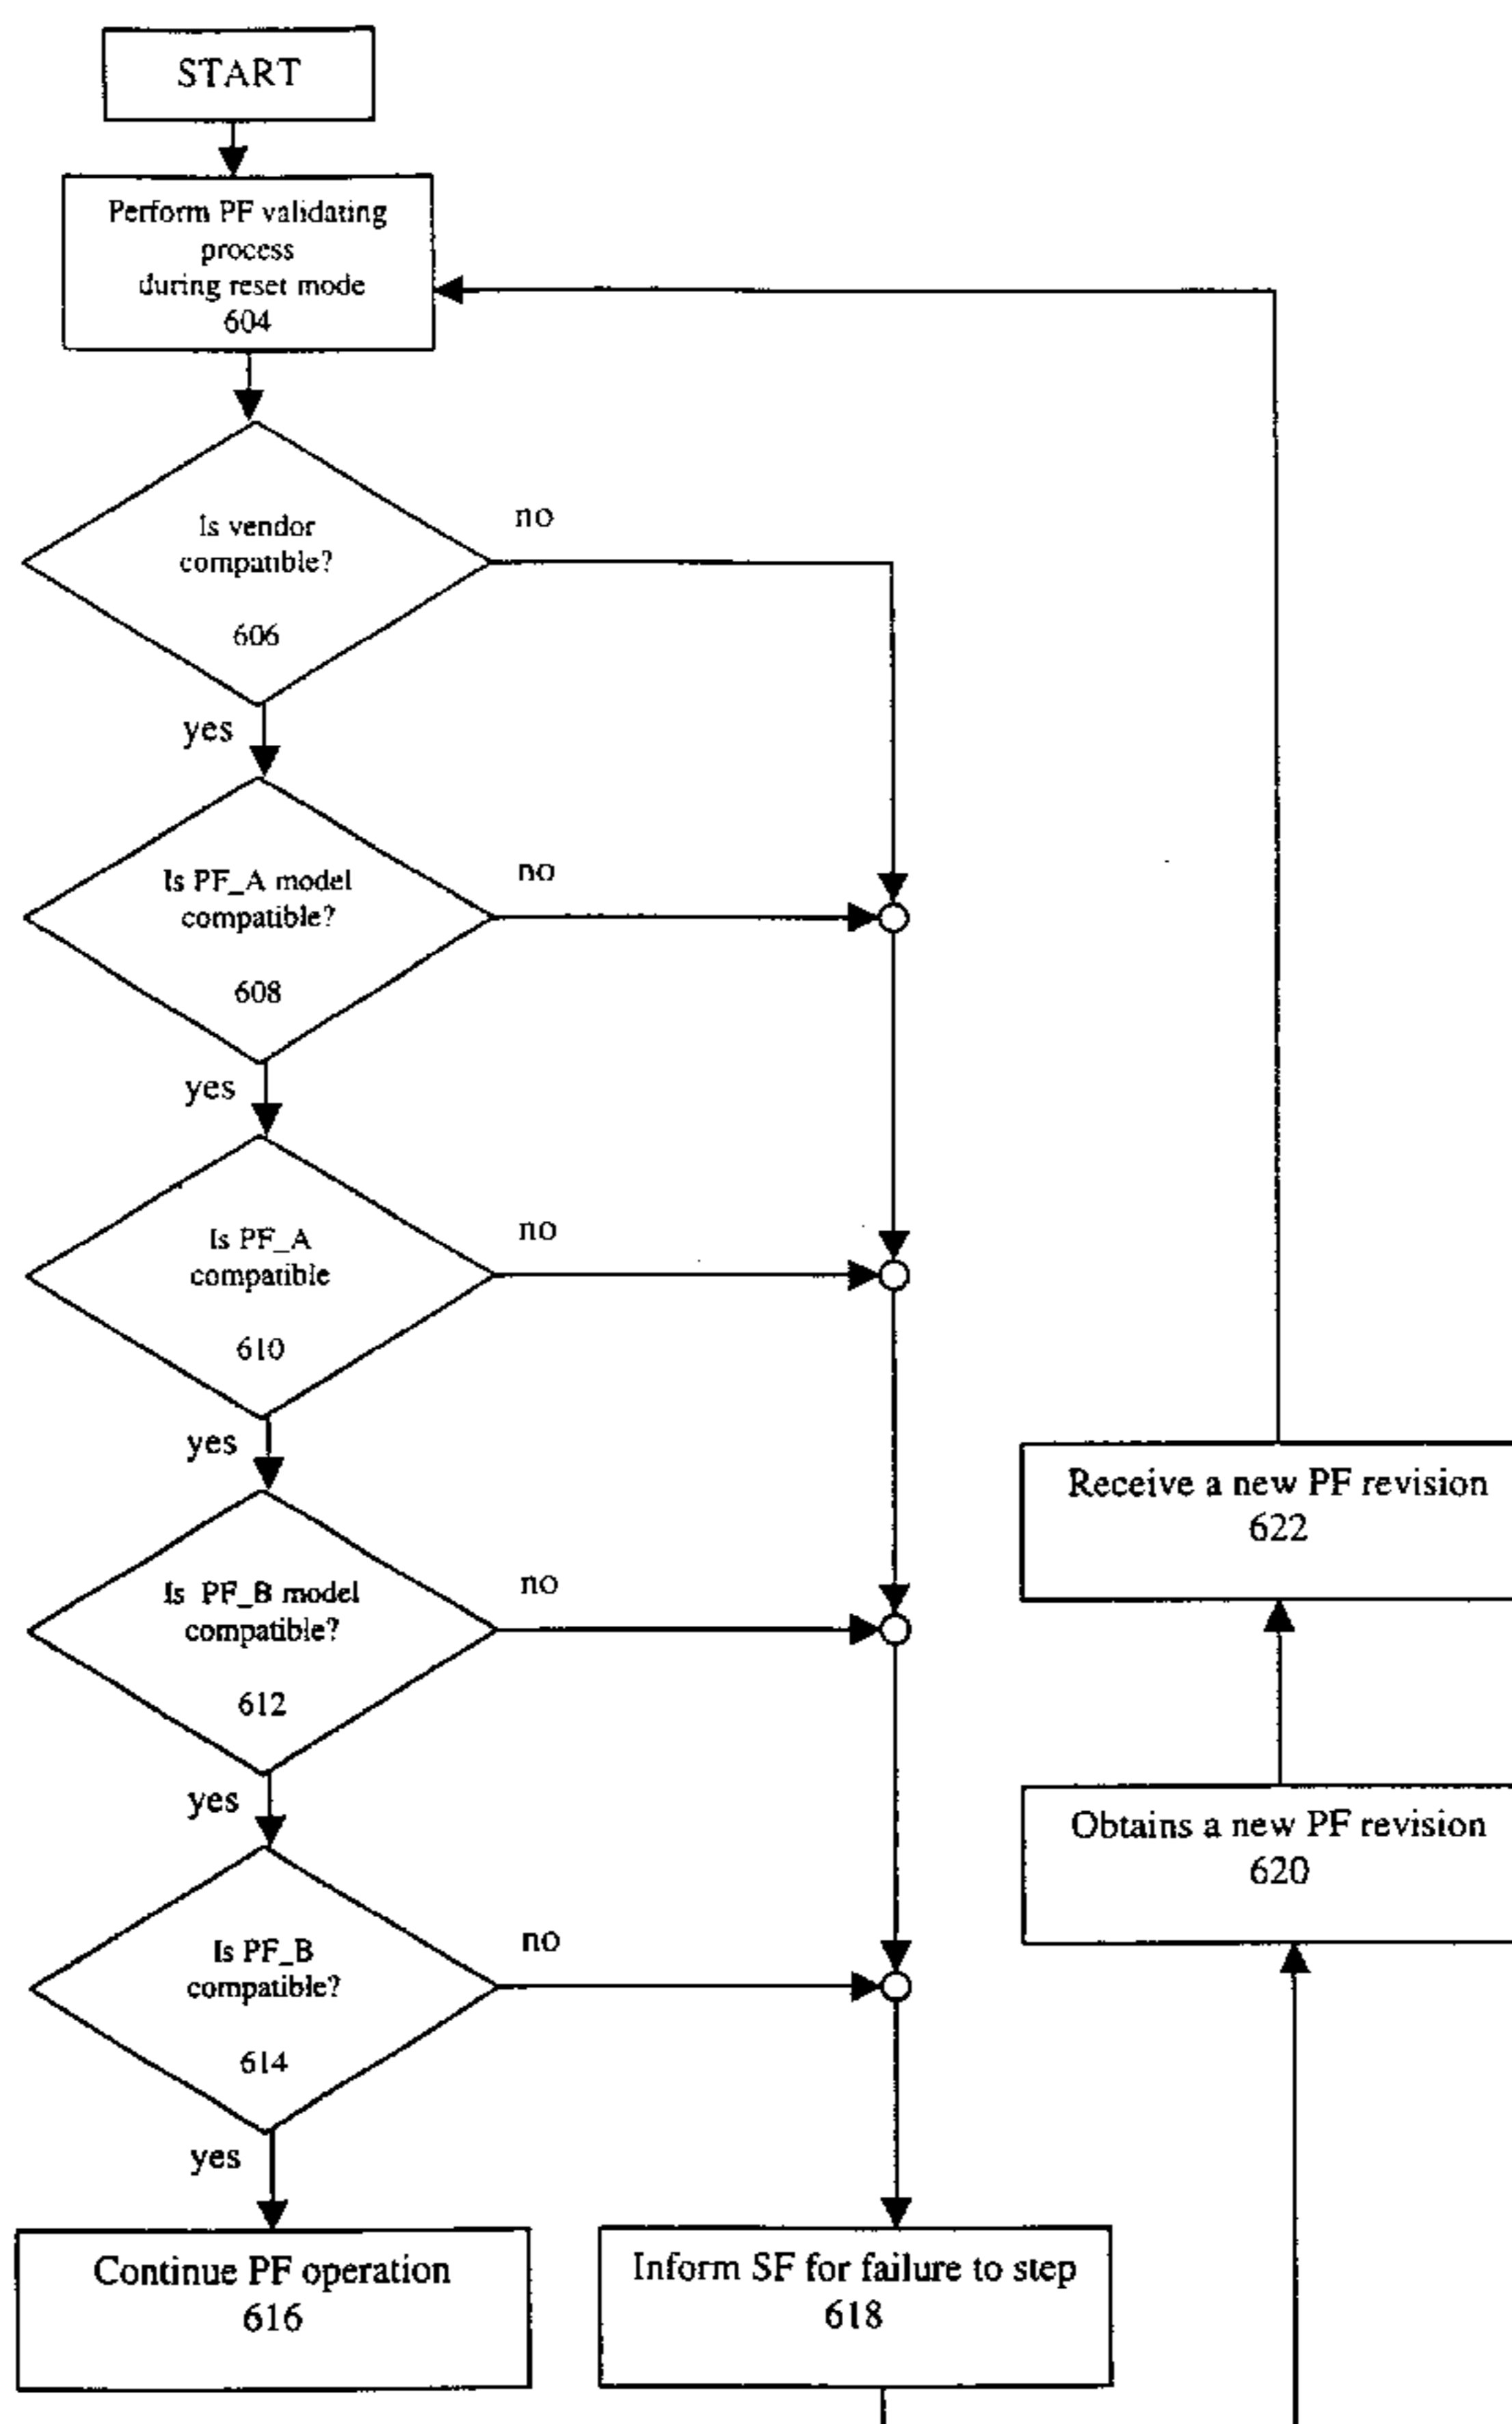 START
Perform PF validating
process
during reset mode
604
Is vendor
compatible?
606
no
yes
Is PF_A model
compatible?
608
no
yes
Is PF_A
compatible
610
no
yes
Is PF_B model
compatible?
612
no
yes
Is PF_B
compatible?
614
no
yes
Continue PF operation
616
Inform SF for failure to step
618
Receive a new PF revision
622
Obtains a new PF revision
620